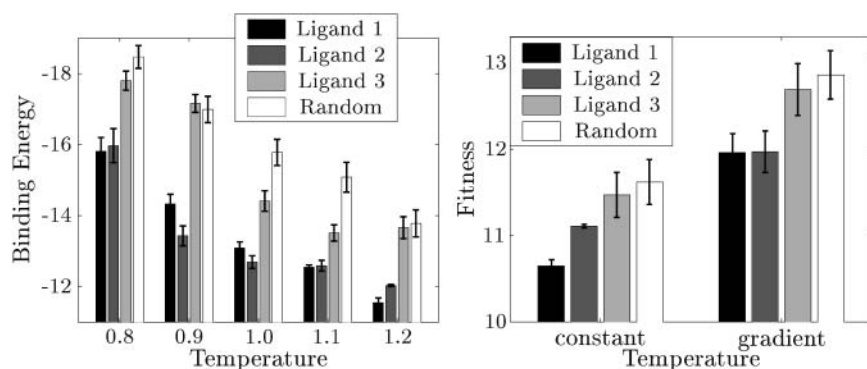 Ligand 1
Ligand 2
Ligand 3
Random
-18
-16
-14
-12
Binding Energy
0.8 0.9 1.0 1.1 1.2
Temperature
Ligand 1
Ligand 2
Ligand 3
Random
13
12
11
10
Fitness
constant gradient
Temperature